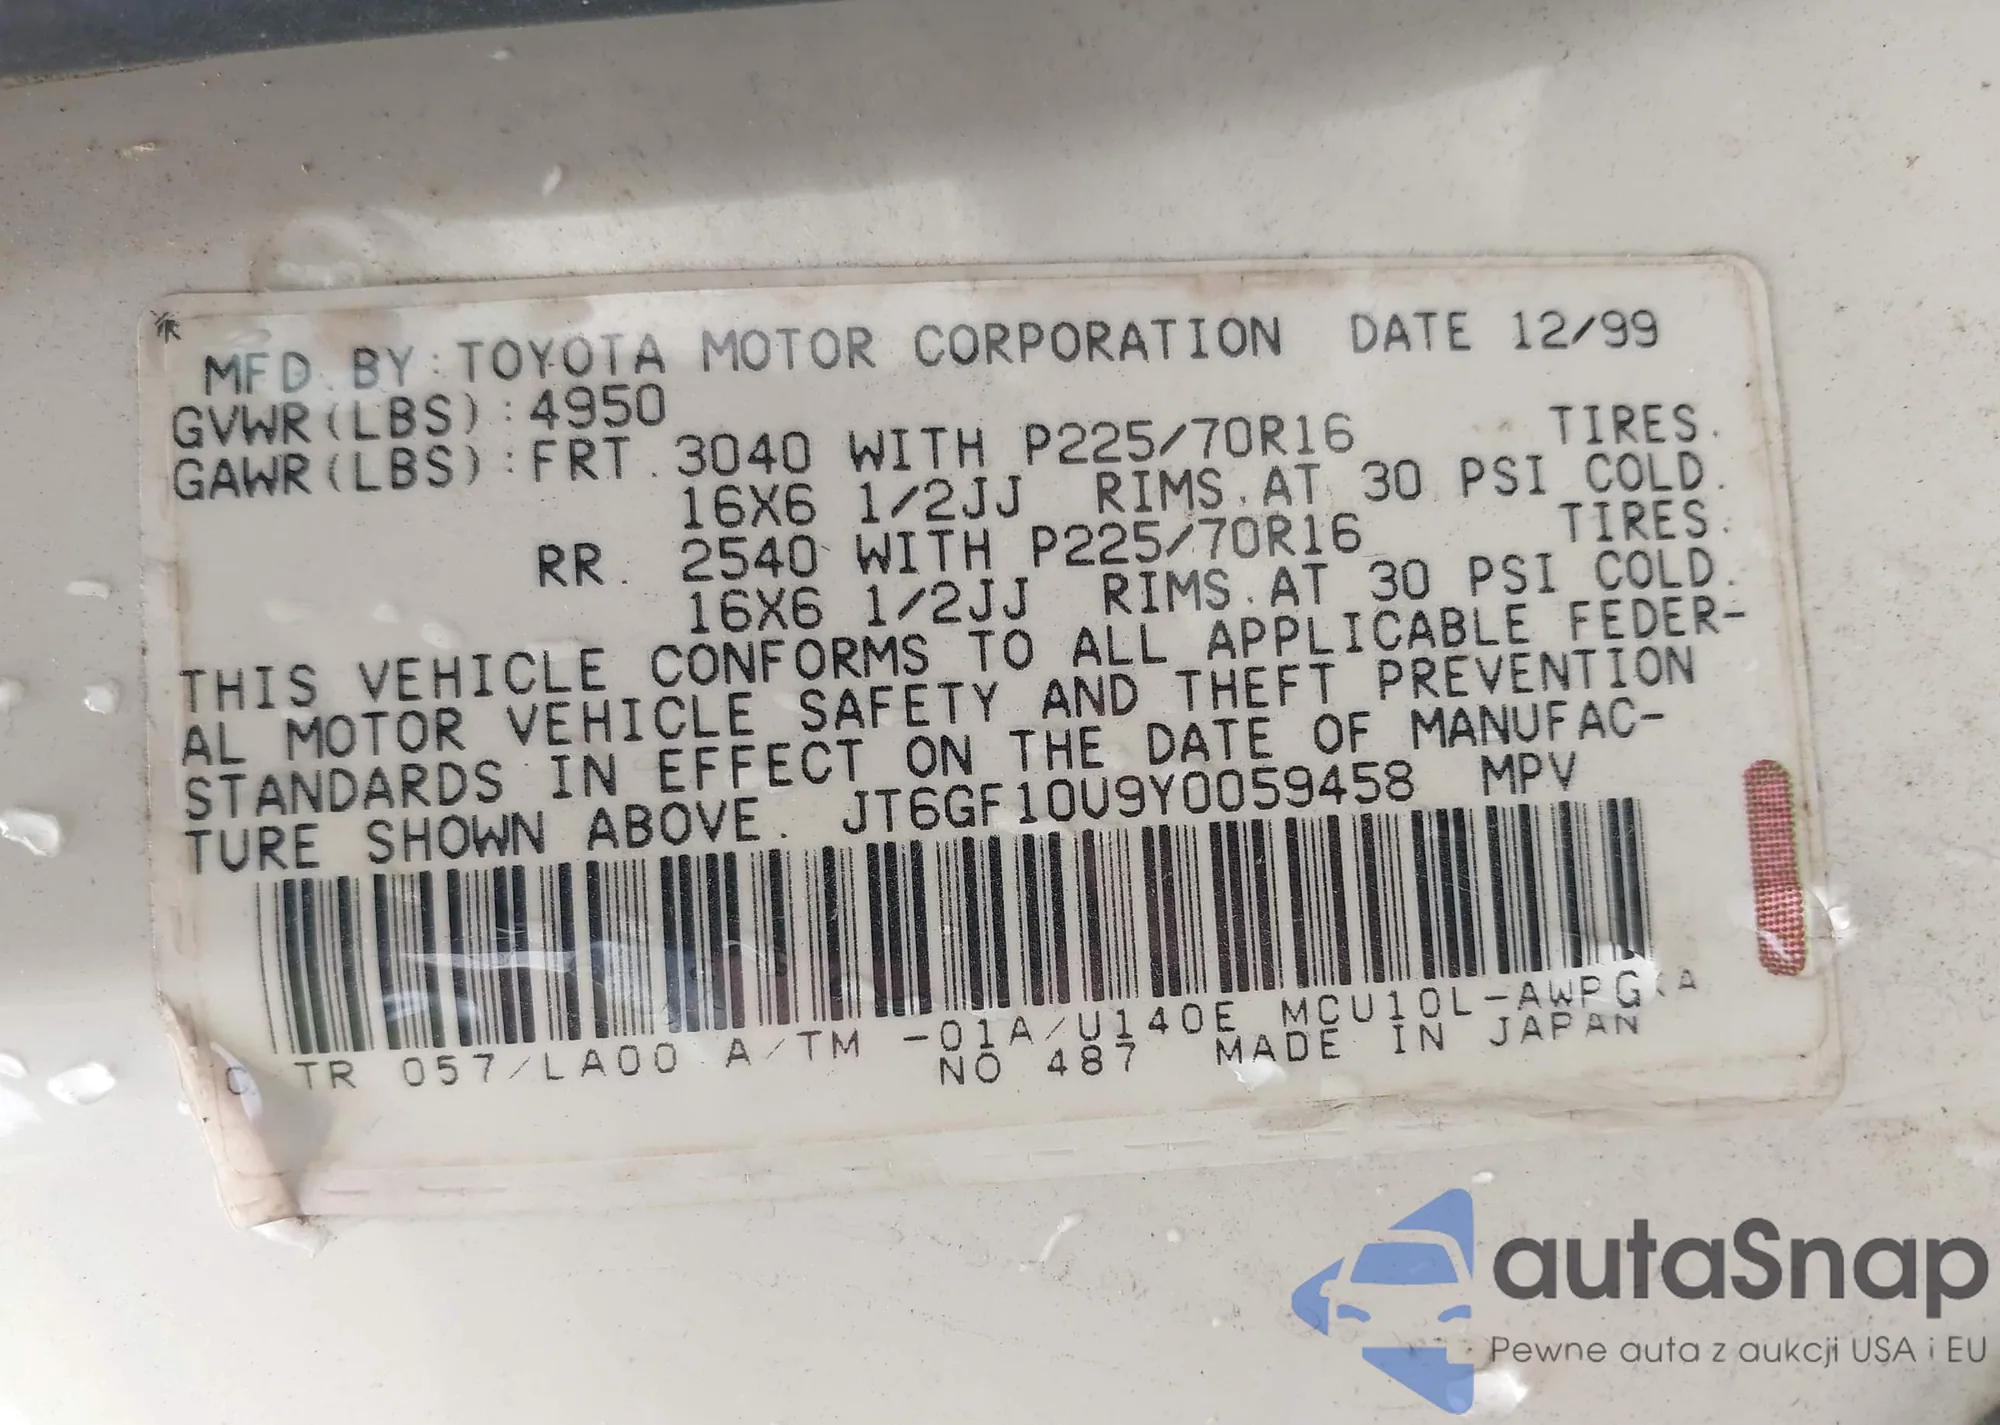 MFD. BY: TOYOTA MOTOR CORPORATION DATE 12/99
GVWR(LBS): 4950
GAWR(LBS): FRT. 3040 WITH P225/70R16 TIRES.
16X6 1/2JJ RIMS. AT 30 PSI COLD.
RR. 2540 WITH P225/70R16 TIRES.
16X6 1/2JJ RIMS. AT 30 PSI COLD.
THIS VEHICLE CONFORMS TO ALL APPLICABLE FEDER-
AL MOTOR VEHICLE SAFETY AND THEFT PREVENTION
STANDARDS IN EFFECT ON THE DATE OF MANUFAC-
TURE SHOWN ABOVE. JT6GF10U9Y0059458 MPV
C TR 057/LA00 A/TM -01A/U140E MCU10L-AWPGKA
NO 487 MADE IN JAPAN
autaSnap
Pewne auta z aukcji USA i EU